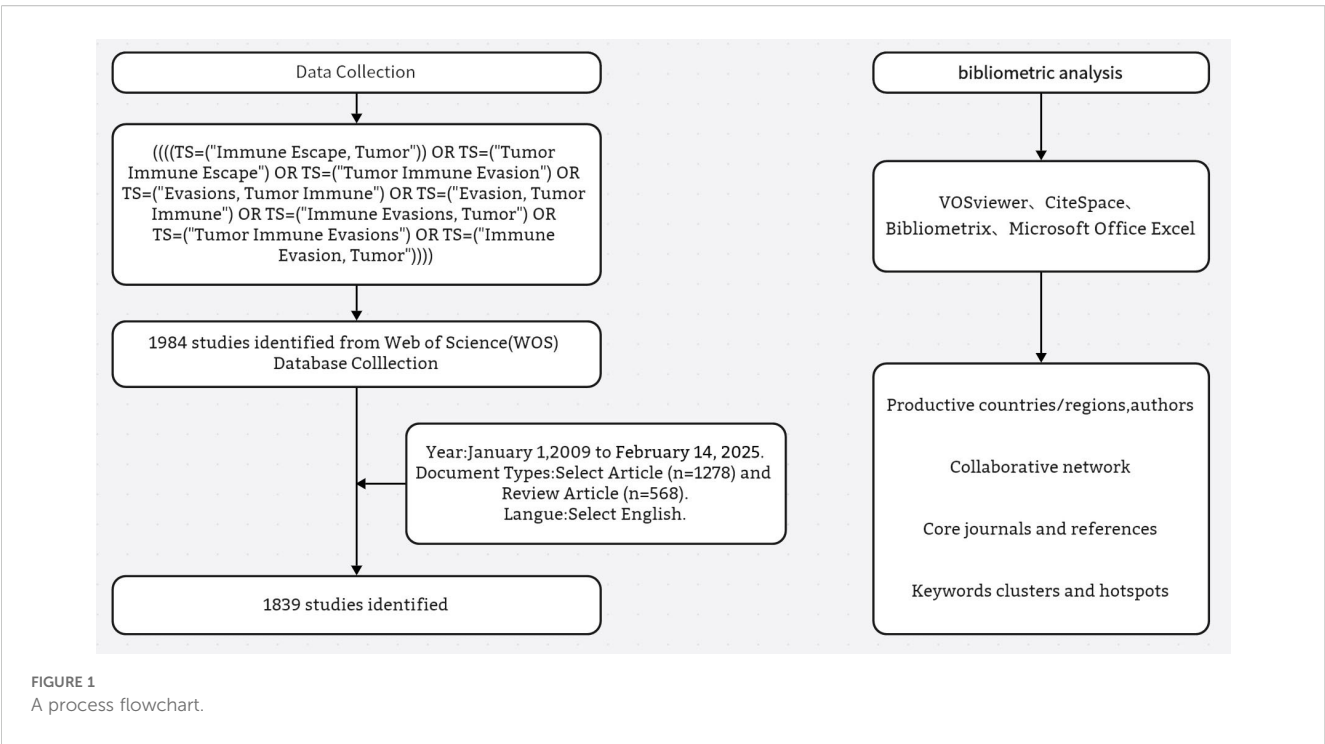 Data Collection
((((TS=("Immune Escape, Tumor")) OR TS=("Tumor
Immune Escape") OR TS=("Tumor Immune Evasion") OR
TS=("Evasions, Tumor Immune") OR TS=("Evasion, Tumor
Immune") OR TS=("Immune Evasions, Tumor") OR
TS=("Tumor Immune Evasions") OR TS=("Immune
Evasion, Tumor"))))
1984 studies identified from Web of Science(WOS)
Database Colllection
Year:January 1,2009 to February 14, 2025.
Document Types:Select Article (n=1278) and
Review Article (n=568).
Langue:Select English.
1839 studies identified
bibliometric analysis
VOSviewer、CiteSpace、
Bibliometrix、Microsoft Office Excel
Productive countries/regions,authors
Collaborative network
Core journals and references
Keywords clusters and hotspots
FIGURE 1
A process flowchart.